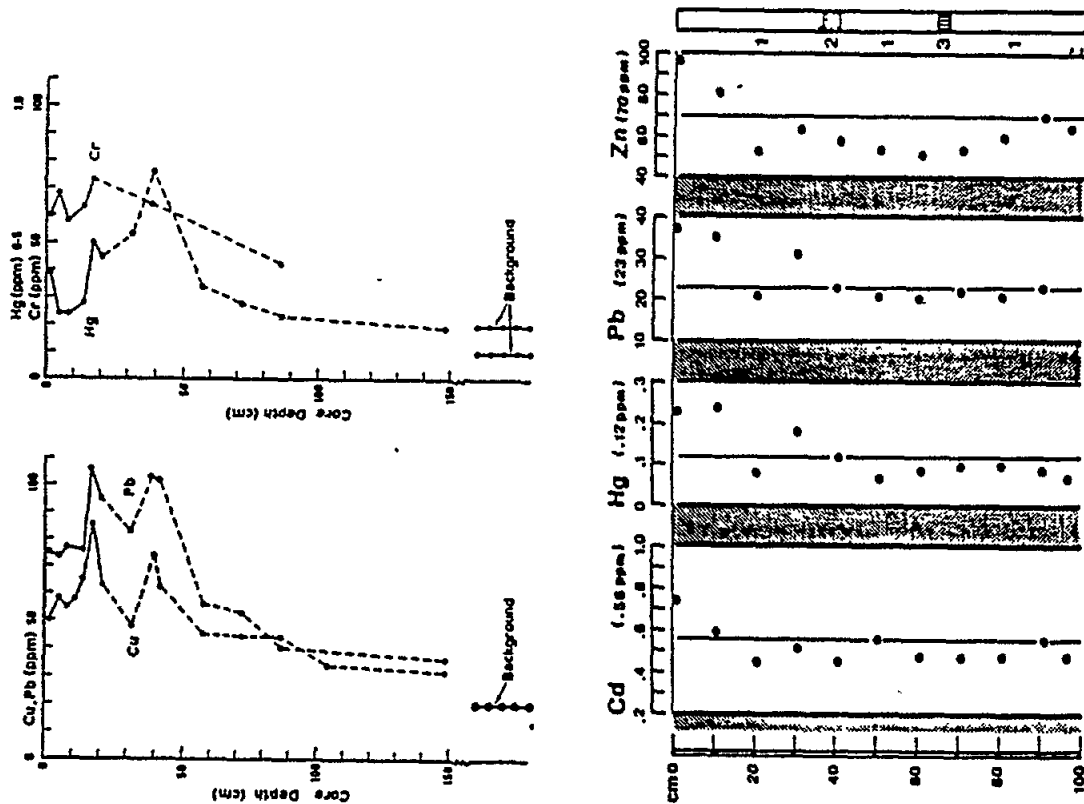 Hg (ppm)
0 Cr (ppm) 50 100
Cr
Hg
Background
0 50 100 150
Core Depth (cm)
0 Cu, Pb (ppm) 50 100
Pb
Cu
Background
0 50 100 150
Core Depth (cm)
1 2 1 3 1
Zn (70 ppm)
40 60 80 100
Pb (23 ppm)
10 20 30 40
Hg (.12 ppm)
0 .1 .2 .3
Cd (.56 ppm)
.2 .4 .6 .8 1.0
cm 0 20 40 60 80 100